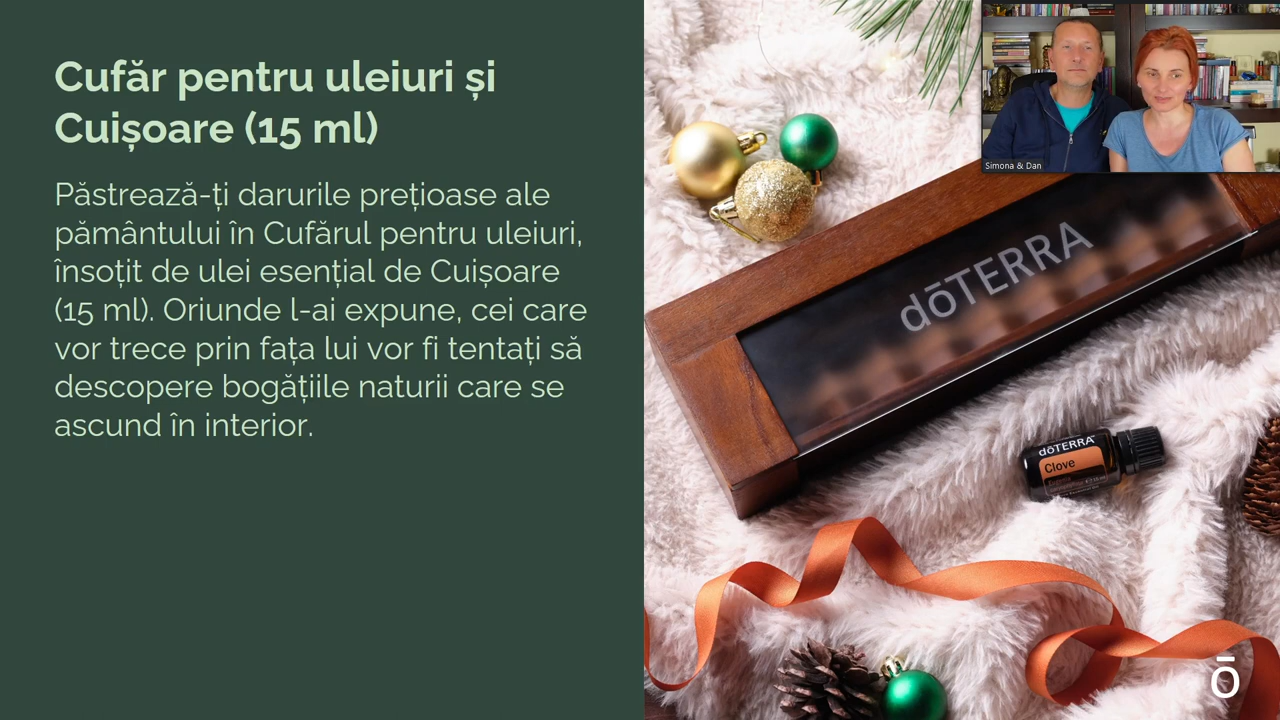 Cufăr pentru uleiuri și
Cuișoare (15 ml)
Păstrează-ți darurile prețioase ale
pământului în Cufărul pentru uleiuri,
însoțit de ulei esențial de Cuișoare
(15 ml). Oriunde l-ai expune, cei care
vor trece prin fața lui vor fi tentați să
descopere bogățiile naturii care se
ascund în interior.
Simona & Dan
dōTERRA
dōTERRA
Clove
ō